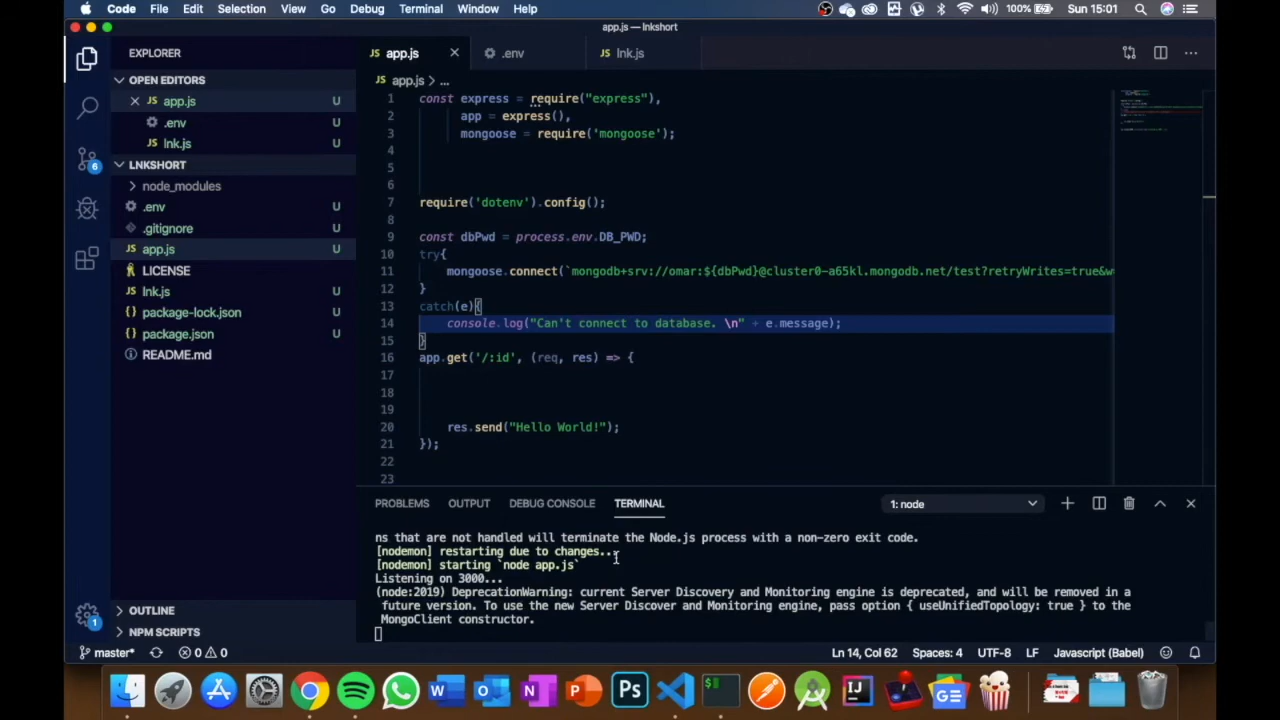 Code File Edit Selection View Go Debug Terminal Window Help 100% Sun 15:01
app.js — lnkshort
EXPLORER
OPEN EDITORS
app.js U
.env U
JS lnk.js U
LNKSHORT
node_modules
.env U
.gitignore U
JS app.js U
LICENSE
JS lnk.js U
package-lock.json U
package.json U
README.md
OUTLINE
NPM SCRIPTS
JS app.js
.env
JS lnk.js
JS app.js > ...
1 const express = require("express"),
2 app = express(),
3 mongoose = require('mongoose');
4
5
6
7 require('dotenv').config();
8
9 const dbPwd = process.env.DB_PWD;
10 try{
11 mongoose.connect(`mongodb+srv://omar:${dbPwd}@cluster0-a65kl.mongodb.net/test?retryWrites=true&w
12 }
13 catch(e){
14 console.log("Can't connect to database. \n" + e.message);
15 }
16 app.get('/:id', (req, res) => {
17
18
19
20 res.send("Hello World!");
21 });
22
23
PROBLEMS OUTPUT DEBUG CONSOLE TERMINAL 1: node
ns that are not handled will terminate the Node.js process with a non-zero exit code.
[nodemon] restarting due to changes...
[nodemon] starting `node app.js`
Listening on 3000...
(node:2019) DeprecationWarning: current Server Discovery and Monitoring engine is deprecated, and will be removed in a
future version. To use the new Server Discover and Monitoring engine, pass option { useUnifiedTopology: true } to the
MongoClient constructor.
master* 0 0 Ln 14, Col 62 Spaces: 4 UTF-8 LF Javascript (Babel)